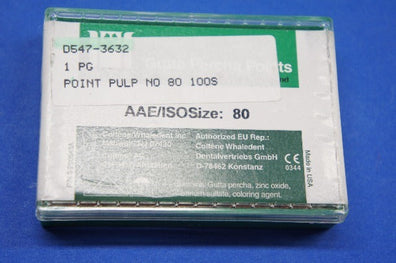 D547-3632
1 PG
POINT PULP NO 80 100S
Gutta Percha Points
AAE/ISOSize: 80
Coltène/Whaledent Inc.
Authorized EU Rep.:
Coltène/Whaledent
Dentalvertriebs GmbH
D-78462 Konstanz
0344
Made in USA
Gutta percha, zinc oxide,
coloring agent.